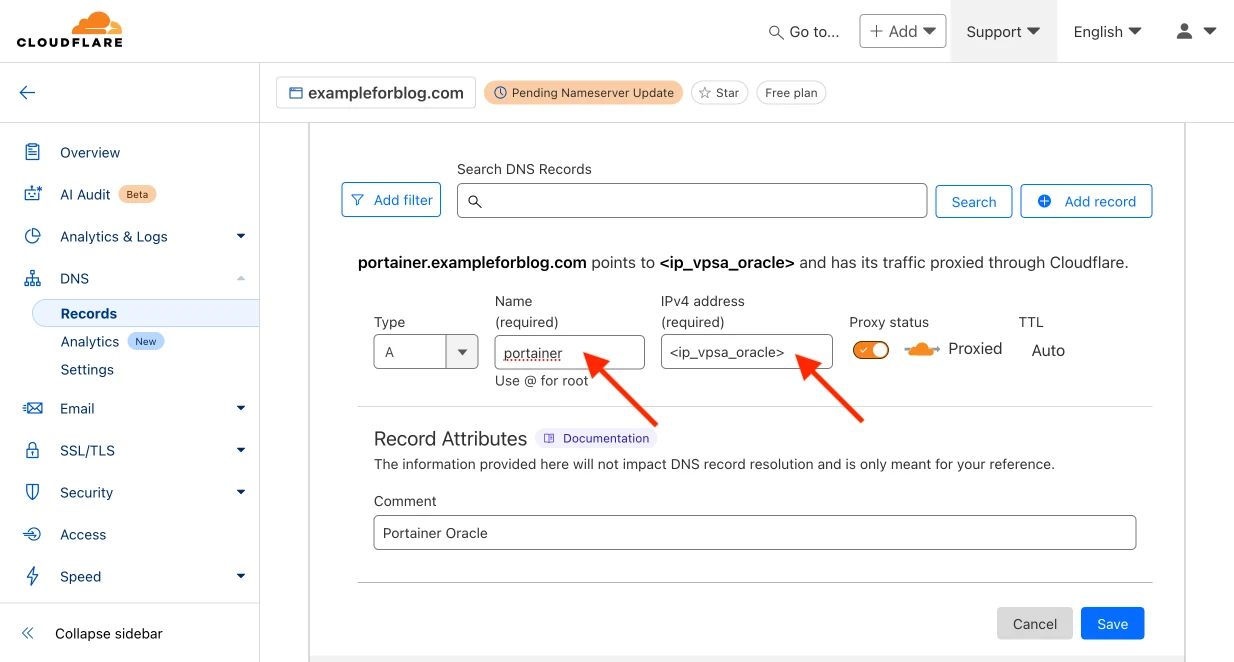 CLOUDFLARE
Go to...
+ Add
Support
English
exampleforblog.com
Pending Nameserver Update
Star
Free plan
Overview
AI Audit Beta
Analytics & Logs
DNS
Records
Analytics New
Settings
Email
SSL/TLS
Security
Access
Speed
Collapse sidebar
Search DNS Records
Add filter
Search
Add record
portainer.exampleforblog.com points to <ip_vpsa_oracle> and has its traffic proxied through Cloudflare.
Type
A
Name
(required)
portainer
Use @ for root
IPv4 address
(required)
<ip_vpsa_oracle>
Proxy status
Proxied
TTL
Auto
Record Attributes Documentation
The information provided here will not impact DNS record resolution and is only meant for your reference.
Comment
Portainer Oracle
Cancel
Save